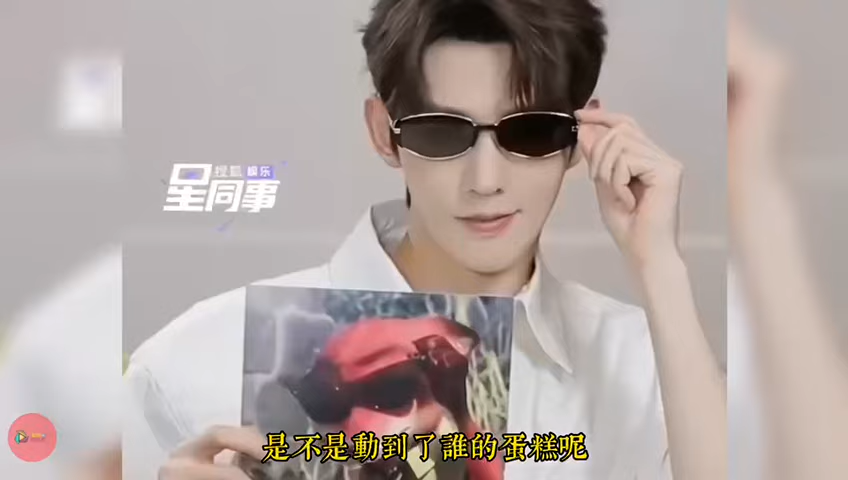 搜狐 娱乐
星同事
是不是動到了誰的蛋糕呢